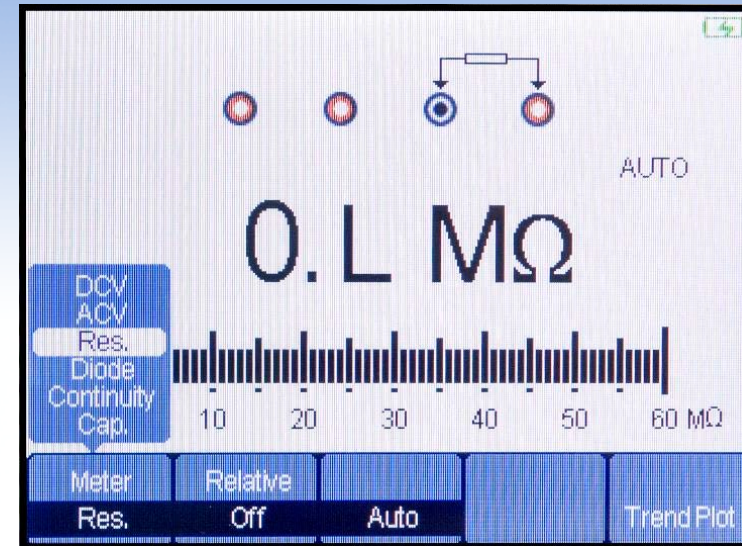 AUTO
0.L MΩ
DCV
ACV
Res.
Diode
Continuity
Cap.
10 20 30 40 50 60 MΩ
Meter Relative
Res. Off Auto Trend Plot